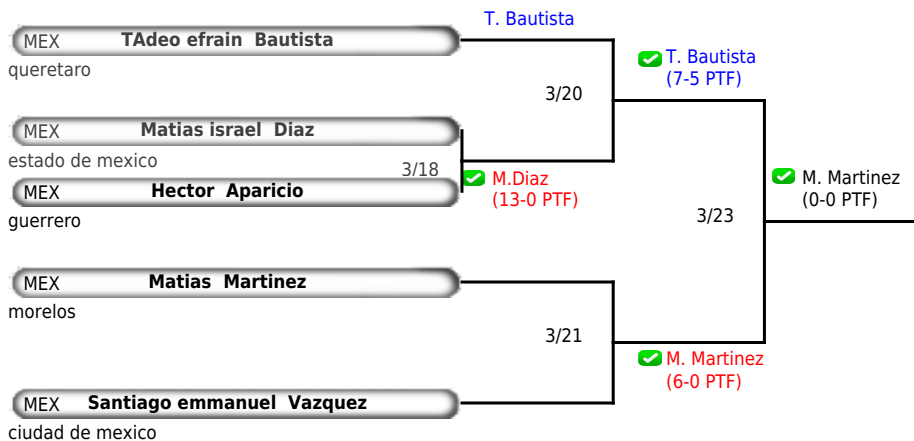 T. Bautista
MEX TAdeo efrain Bautista
queretaro
T. Bautista
(7-5 PTF)
3/20
MEX Matias israel Diaz
estado de mexico
3/18
M.Diaz
(13-0 PTF)
MEX Hector Aparicio
guerrero
M. Martinez
(0-0 PTF)
3/23
MEX Matias Martinez
morelos
3/21
M. Martinez
(6-0 PTF)
MEX Santiago emmanuel Vazquez
ciudad de mexico